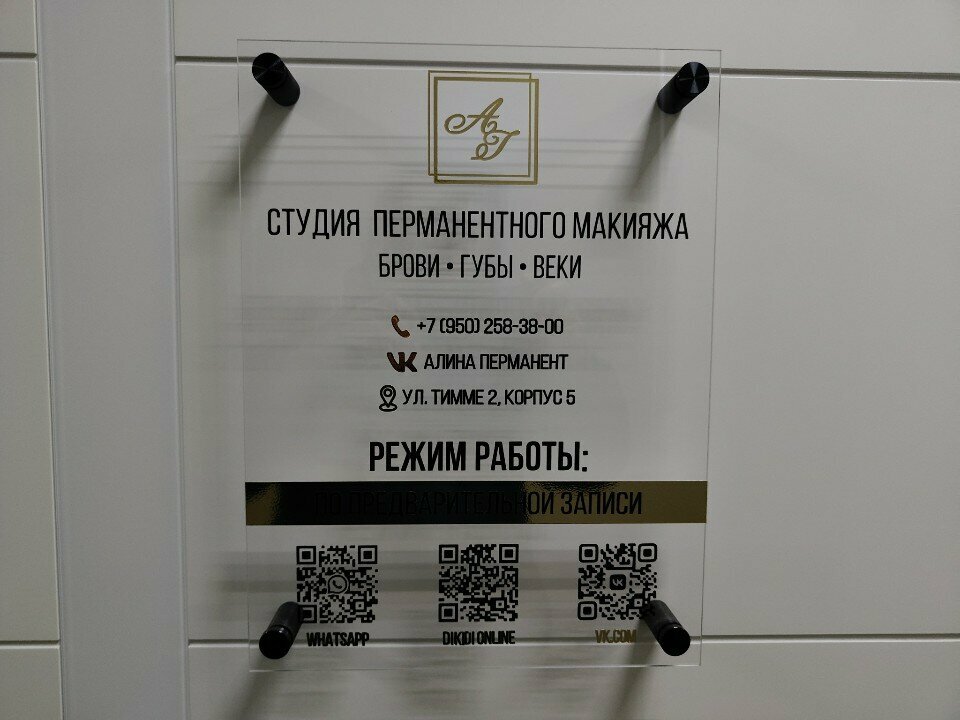 АГ
СТУДИЯ ПЕРМАНЕНТНОГО МАКИЯЖА
БРОВИ • ГУБЫ • ВЕКИ
+7 (950) 258-38-00
VK АЛИНА ПЕРМАНЕНТ
УЛ. ТИММЕ 2, КОРПУС 5
РЕЖИМ РАБОТЫ:
ПО ПРЕДВАРИТЕЛЬНОЙ ЗАПИСИ
WHATSAPP DIKIDI ONLINE VK.COM